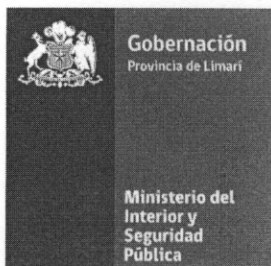 Gobernación
Provincia de Limarí
Ministerio del
Interior y
Seguridad
Pública